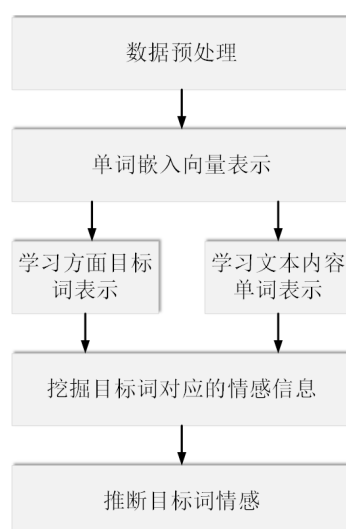 数据预处理
单词嵌入向量表示
学习方面目标
词表示
学习文本内容
单词表示
挖掘目标词对应的情感信息
推断目标词情感